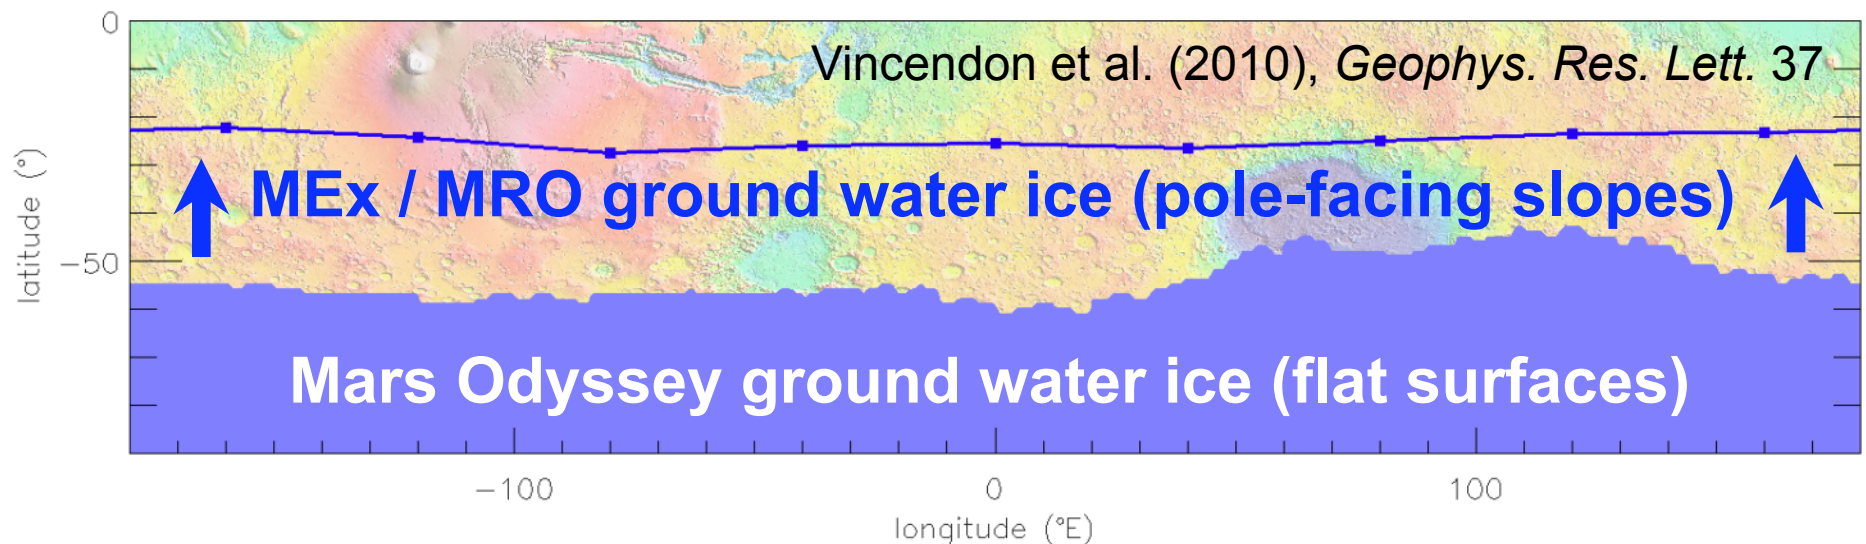 0
Vincendon et al. (2010), Geophys. Res. Lett. 37
latitude (°)
MEx / MRO ground water ice (pole-facing slopes)
−50
Mars Odyssey ground water ice (flat surfaces)
−100 0 100
longitude (°E)